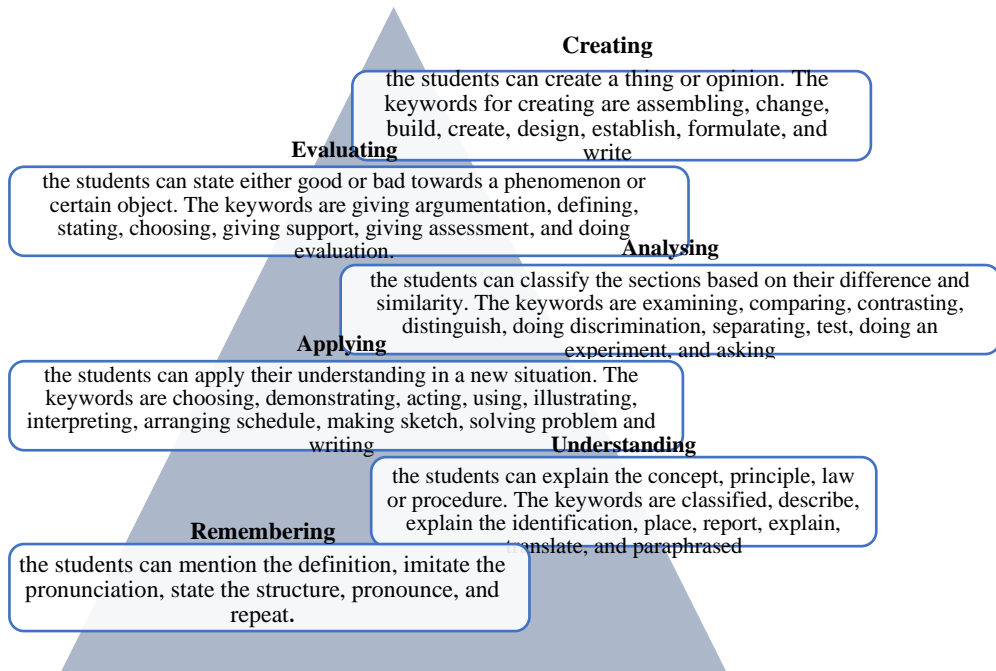 Creating
the students can create a thing or opinion. The
keywords for creating are assembling, change,
build, create, design, establish, formulate, and
write
Evaluating
the students can state either good or bad towards a phenomenon or
certain object. The keywords are giving argumentation, defining,
stating, choosing, giving support, giving assessment, and doing
evaluation.
Analysing
the students can classify the sections based on their difference and
similarity. The keywords are examining, comparing, contrasting,
distinguish, doing discrimination, separating, test, doing an
experiment, and asking
Applying
the students can apply their understanding in a new situation. The
keywords are choosing, demonstrating, acting, using, illustrating,
interpreting, arranging schedule, making sketch, solving problem and
writing
Understanding
the students can explain the concept, principle, law
or procedure. The keywords are classified, describe,
explain the identification, place, report, explain,
translate, and paraphrased
Remembering
the students can mention the definition, imitate the
pronunciation, state the structure, pronounce, and
repeat.